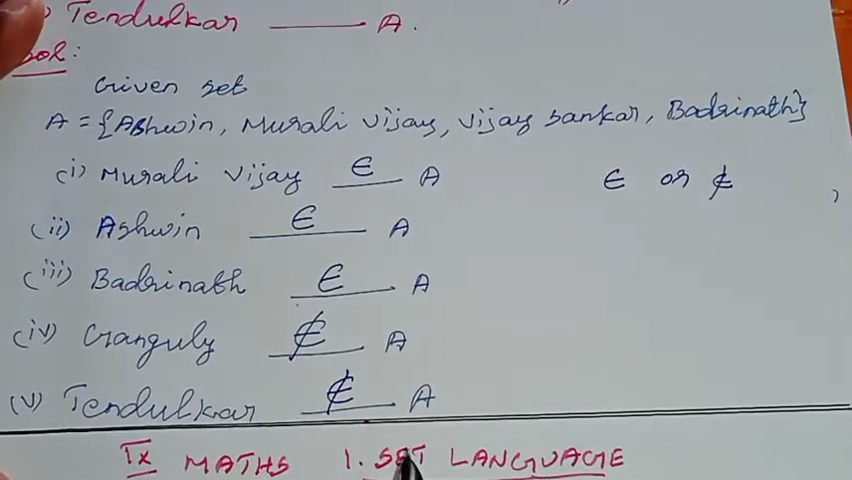 ) Tendulkar ——— A.
Sol:
Given set
A = {Ashwin, Murali Vijay, Vijay Sankar, Badrinath}
(i) Murali Vijay ∈ A ∈ or ∉
(ii) Ashwin ∈ A
(iii) Badrinath ∈ A
(iv) Ganguly ∉ A
(v) Tendulkar ∉ A
IX MATHS 1. SET LANGUAGE